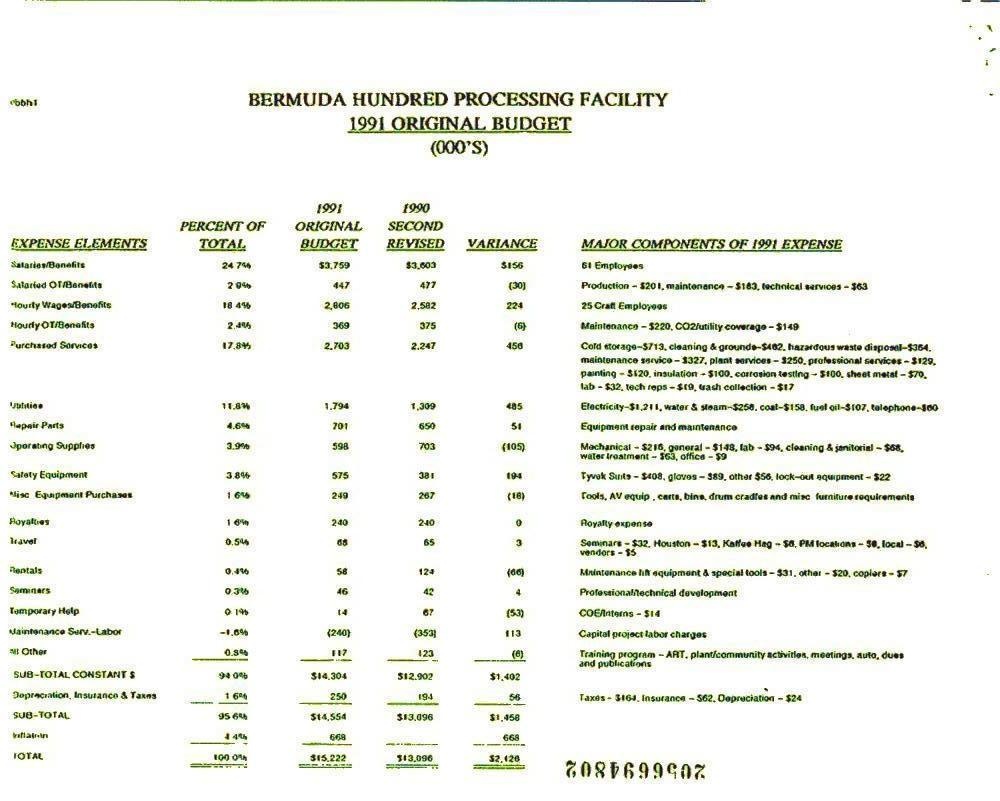 BERMUDA HUNDRED PROCESSING FACILITY
1991 ORIGINAL BUDGET
(000'S)
1991 1990
PERCENT OF ORIGINAL SECOND
EXPENSE ELEMENTS TOTAL BUDGET REVISED VARIANCE MAJOR COMPONENTS OF 1991 EXPENSE
Salaries/Benefits 24.7% $3,759 $3,603 $156 61 Employees
Salaried OT/Benefits 2.9% 447 477 (30) Production - $201, maintenance - $183, technical services - $63
Hourly Wages/Benefits 18.4% 2,806 2,582 224 25 Craft Employees
Hourly OT/Benefits 2.4% 369 375 (6) Maintenance - $220, CO2/utility coverage - $149
Purchased Services 17.8% 2,703 2,247 456 Cold storage-$713, cleaning & grounds-$462, hazardous waste disposal-$364,
maintenance service - $327, plant services - $250, professional services - $129,
painting - $120, insulation - $100, corrosion testing - $100, sheet metal - $70,
lab - $32, tech reps - $19, trash collection - $17
Utilities 11.8% 1,794 1,309 485 Electricity-$1,211, water & steam-$258, coal-$158, fuel oil-$107, telephone-$60
Repair Parts 4.6% 701 650 51 Equipment repair and maintenance
Operating Supplies 3.9% 598 703 (105) Mechanical - $216, general - $148, lab - $94, cleaning & janitorial - $68,
water treatment - $63, office - $9
Safety Equipment 3.8% 575 381 194 Tyvek Suits - $408, gloves - $89, other $56, lock-out equipment - $22
Misc Equipment Purchases 1.6% 249 267 (18) Tools, AV equip, carts, bins, drum cradles and misc furniture requirements
Royalties 1.6% 240 240 0 Royalty expense
Travel 0.5% 68 65 3 Seminars - $32, Houston - $13, Kaffee Hag - $6, PM locations - local - $6,
vendors - $5
Rentals 0.4% 58 124 (66) Maintenance lift equipment & special tools - $31, other - $20, copiers - $7
Seminars 0.3% 46 42 4 Professional/technical development
Temporary Help 0.1% 14 67 (53) COE/Interns - $14
Maintenance Serv.-Labor -1.6% (240) (353) 113 Capital project labor charges
All Other 0.8% 117 123 (6) Training program - ART, plant/community activities, meetings, auto, dues
and publications
SUB-TOTAL CONSTANT $ 94.0% $14,304 $12,902 $1,402
Depreciation, Insurance & Taxes 1.6% 250 194 56 Taxes - $164, Insurance - $62, Depreciation - $24
SUB-TOTAL 95.6% $14,554 $13,096 $1,458
Inflation 4.4% 668 668
TOTAL 100.0% $15,222 $13,096 $2,126
2056994802